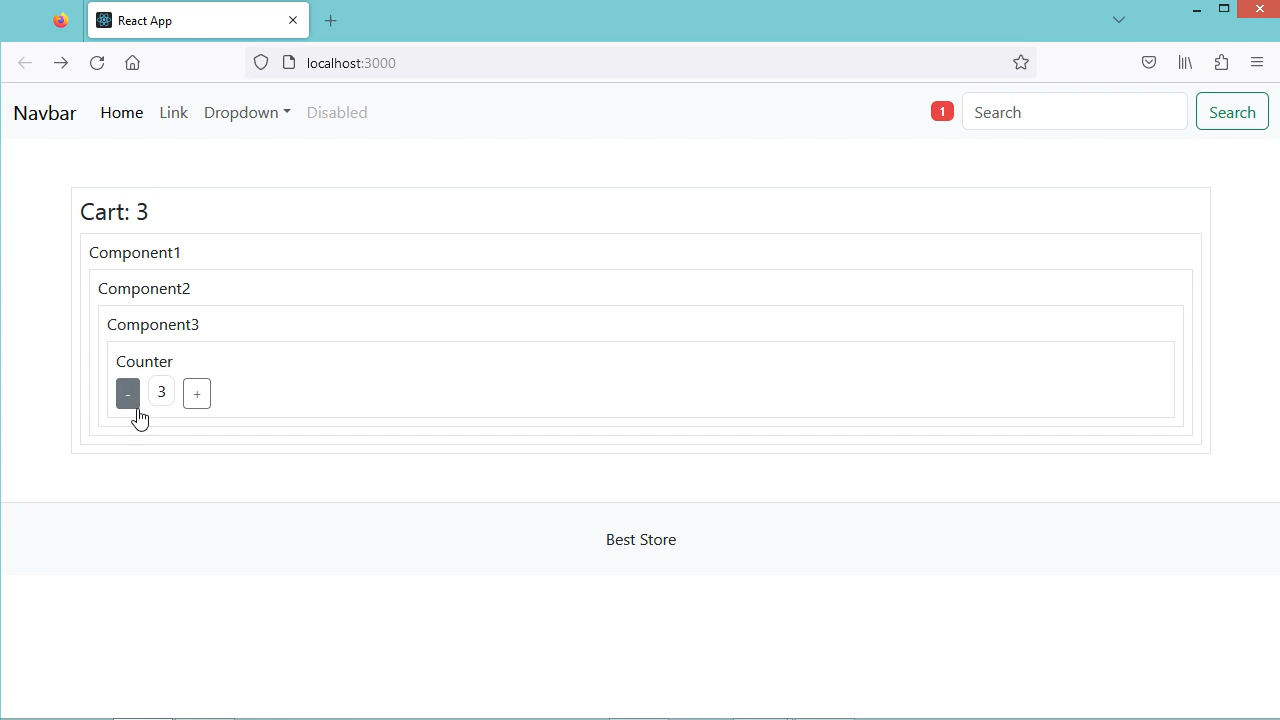 React App
localhost:3000
Navbar Home Link Dropdown Disabled 1 Search Search
Cart: 3
Component1
Component2
Component3
Counter
- 3 +
Best Store